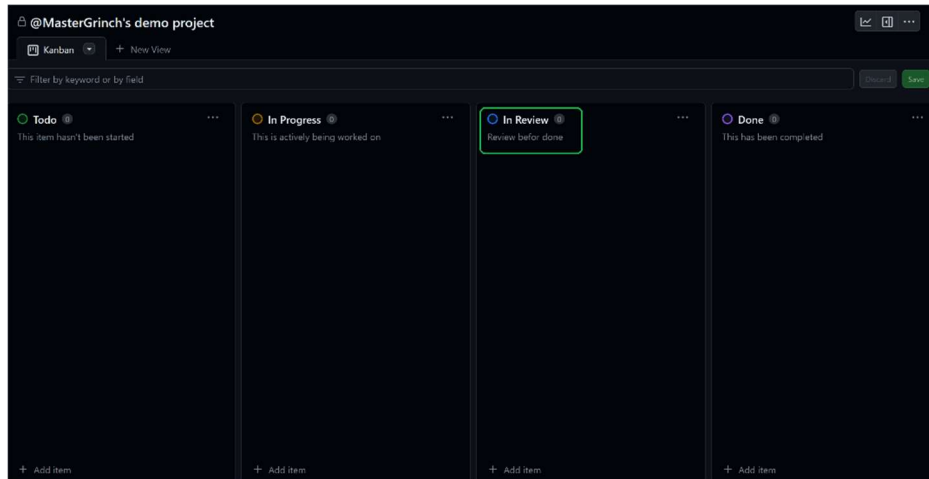 @MasterGrinch's demo project
Kanban
+ New View
Filter by keyword or by field
Discard
Save
Todo 0
This item hasn't been started
In Progress 0
This is actively being worked on
In Review 0
Review befor done
Done 0
This has been completed
+ Add item
+ Add item
+ Add item
+ Add item